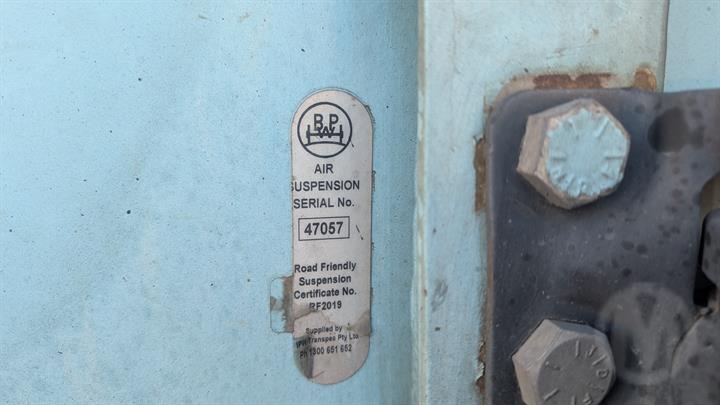 BPW
AIR
SUSPENSION
SERIAL No.
47057
Road Friendly
Suspension
Certificate No.
RF2019
Supplied by
Transpec Pty Ltd
Ph 1300 651 652